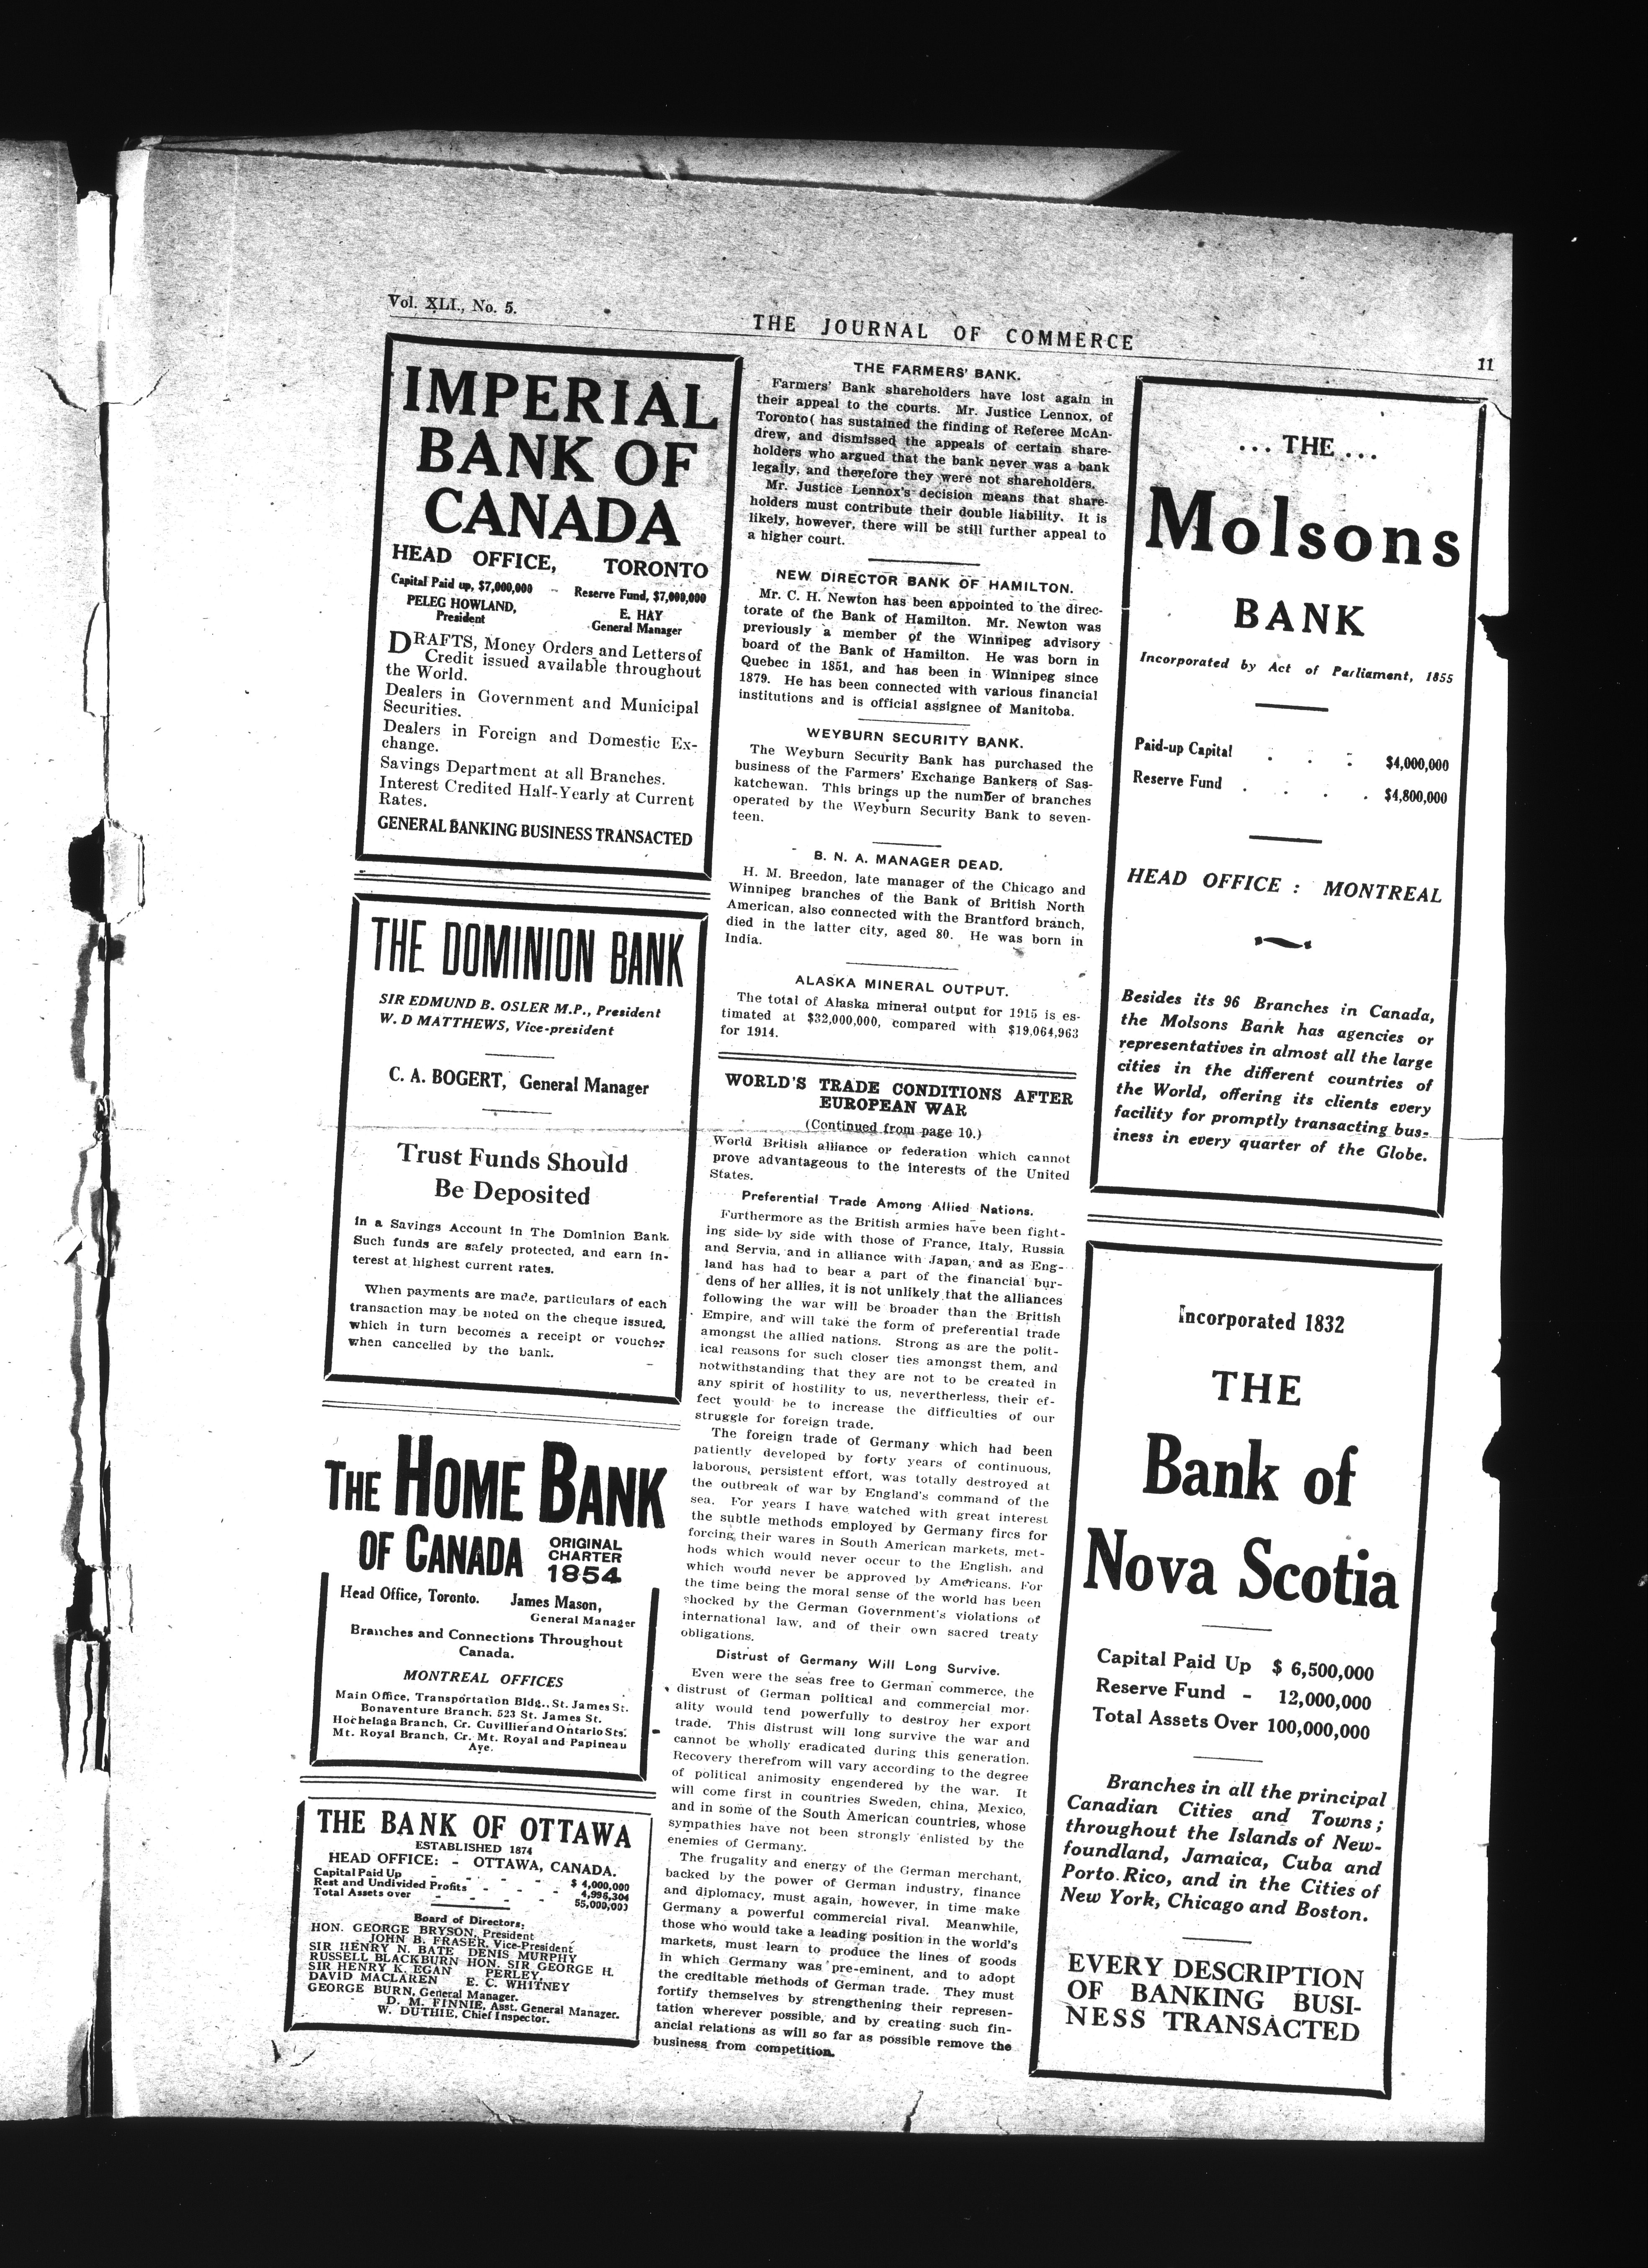 Vol. XLI., No. 5.
THE JOURNAL OF COMMERCE
11
IMPERIAL
BANK OF
CANADA
HEAD OFFICE, TORONTO
Capital Paid up, $7,000,000 - Reserve Fund, $7,000,000
PELEG HOWLAND, E. HAY
President General Manager
DRAFTS, Money Orders and Letters of
Credit issued available throughout
the World.
Dealers in Government and Municipal
Securities.
Dealers in Foreign and Domestic Ex-
change.
Savings Department at all Branches.
Interest Credited Half-Yearly at Current
Rates.
GENERAL BANKING BUSINESS TRANSACTED
THE DOMINION BANK
SIR EDMUND B. OSLER M.P., President
W. D MATTHEWS, Vice-president
C. A. BOGERT, General Manager
Trust Funds Should
Be Deposited
in a Savings Account in The Dominion Bank.
Such funds are safely protected, and earn in-
terest at highest current rates.
When payments are made, particulars of each
transaction may be noted on the cheque issued,
which in turn becomes a receipt or voucher
when cancelled by the bank.
THE HOME BANK
OF CANADA
ORIGINAL
CHARTER
1854
Head Office, Toronto. James Mason,
General Manager
Branches and Connections Throughout
Canada.
MONTREAL OFFICES
Main Office, Transportation Bldg., St. James St.
Bonaventure Branch, 523 St. James St.
Hochelaga Branch, Cr. Cuvillier and Ontario Sts.
Mt. Royal Branch, Cr. Mt. Royal and Papineau
Ave.
THE BANK OF OTTAWA
ESTABLISHED 1874
HEAD OFFICE: - OTTAWA, CANADA.
Capital Paid Up - - - - $ 4,000,000
Rest and Undivided Profits - - - 4,996,304
Total Assets over - - - - 55,000,000
Board of Directors:
HON. GEORGE BRYSON, President
JOHN B. FRASER, Vice-President
SIR HENRY N. BATE DENIS MURPHY
RUSSELL BLACKBURN HON. SIR GEORGE H.
SIR HENRY K. EGAN PERLEY,
DAVID MACLAREN E. C. WHITNEY
GEORGE BURN, General Manager.
D. M. FINNIE, Asst. General Manager.
W. DUTHIE, Chief Inspector.
THE FARMERS' BANK.
Farmers' Bank shareholders have lost again in
their appeal to the courts. Mr. Justice Lennox, of
Toronto( has sustained the finding of Referee McAn-
drew, and dismissed the appeals of certain share-
holders who argued that the bank never was a bank
legally, and therefore they were not shareholders.
Mr. Justice Lennox's decision means that share-
holders must contribute their double liability. It is
likely, however, there will be still further appeal to
a higher court.
NEW DIRECTOR BANK OF HAMILTON.
Mr. C. H. Newton has been appointed to the direc-
torate of the Bank of Hamilton. Mr. Newton was
previously a member of the Winnipeg advisory
board of the Bank of Hamilton. He was born in
Quebec in 1851, and has been in Winnipeg since
1879. He has been connected with various financial
institutions and is official assignee of Manitoba.
WEYBURN SECURITY BANK.
The Weyburn Security Bank has purchased the
business of the Farmers' Exchange Bankers of Sas-
katchewan. This brings up the number of branches
operated by the Weyburn Security Bank to seven-
teen.
B. N. A. MANAGER DEAD.
H. M. Breedon, late manager of the Chicago and
Winnipeg branches of the Bank of British North
American, also connected with the Brantford branch,
died in the latter city, aged 80. He was born in
India.
ALASKA MINERAL OUTPUT.
The total of Alaska mineral output for 1915 is es-
timated at $32,000,000, compared with $19,064,963
for 1914.
WORLD'S TRADE CONDITIONS AFTER
EUROPEAN WAR
(Continued from page 10.)
World British alliance or federation which cannot
prove advantageous to the interests of the United
States.
Preferential Trade Among Allied Nations.
Furthermore as the British armies have been fight-
ing side by side with those of France, Italy, Russia
and Servia, and in alliance with Japan, and as Eng-
land has had to bear a part of the financial bur-
dens of her allies, it is not unlikely that the alliances
following the war will be broader than the British
Empire, and will take the form of preferential trade
amongst the allied nations. Strong as are the polit-
ical reasons for such closer ties amongst them, and
notwithstanding that they are not to be created in
any spirit of hostility to us, nevertheless, their ef-
fect would be to increase the difficulties of our
struggle for foreign trade.
The foreign trade of Germany which had been
patiently developed by forty years of continuous,
laborous, persistent effort, was totally destroyed at
the outbreak of war by England's command of the
sea. For years I have watched with great interest
the subtle methods employed by Germany fircs for
forcing their wares in South American markets, met-
hods which would never occur to the English, and
which would never be approved by Americans. For
the time being the moral sense of the world has been
shocked by the German Government's violations of
international law, and of their own sacred treaty
obligations.
Distrust of Germany Will Long Survive.
Even were the seas free to German commerce, the
distrust of German political and commercial mor-
ality would tend powerfully to destroy her export
trade. This distrust will long survive the war and
cannot be wholly eradicated during this generation.
Recovery therefrom will vary according to the degree
of political animosity engendered by the war. It
will come first in countries Sweden, china, Mexico,
and in some of the South American countries, whose
sympathies have not been strongly enlisted by the
enemies of Germany.
The frugality and energy of the German merchant,
backed by the power of German industry, finance
and diplomacy, must again, however, in time make
Germany a powerful commercial rival. Meanwhile,
those who would take a leading position in the world's
markets, must learn to produce the lines of goods
in which Germany was pre-eminent, and to adopt
the creditable methods of German trade. They must
fortify themselves by strengthening their represen-
tation wherever possible, and by creating such fin-
ancial relations as will so far as possible remove the
business from competition.
... THE ...
Molsons
BANK
Incorporated by Act of Parliament, 1855
Paid-up Capital . . . $4,000,000
Reserve Fund . . . . $4,800,000
HEAD OFFICE : MONTREAL
Besides its 96 Branches in Canada,
the Molsons Bank has agencies or
representatives in almost all the large
cities in the different countries of
the World, offering its clients every
facility for promptly transacting bus-
iness in every quarter of the Globe.
Incorporated 1832
THE
Bank of
Nova Scotia
Capital Paid Up $ 6,500,000
Reserve Fund - 12,000,000
Total Assets Over 100,000,000
Branches in all the principal
Canadian Cities and Towns;
throughout the Islands of New-
foundland, Jamaica, Cuba and
Porto Rico, and in the Cities of
New York, Chicago and Boston.
EVERY DESCRIPTION
OF BANKING BUSI-
NESS TRANSACTED